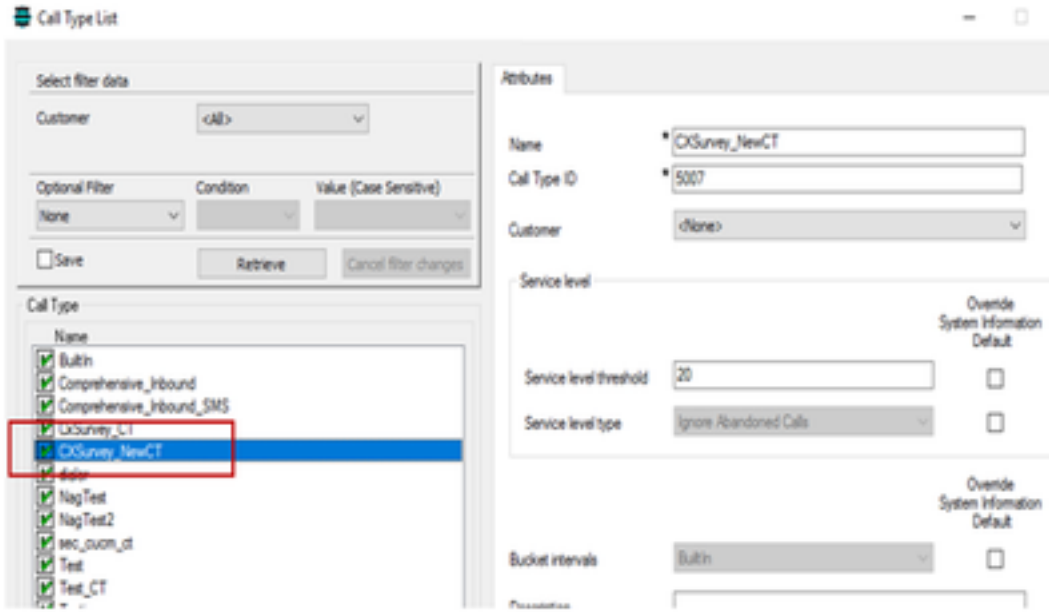 Call Type List
Select filter data
Customer
<All>
Optional Filter
Condition
Value (Case Sensitive)
None
Save
Retrieve
Cancel filter changes
Call Type
Name
BuiltIn
Comprehensive_Inbound
Comprehensive_Inbound_SMS
CxSurvey_CT
CXSurvey_NewCT
dialor
NagTest
NagTest2
sec_cucm_ct
Test
Test_CT
Attributes
Name
* CXSurvey_NewCT
Call Type ID
* 5007
Customer
<None>
Service level
Override
System Information
Default
Service level threshold
20
Service level type
Ignore Abandoned Calls
Override
System Information
Default
Bucket intervals
BuiltIn
Description